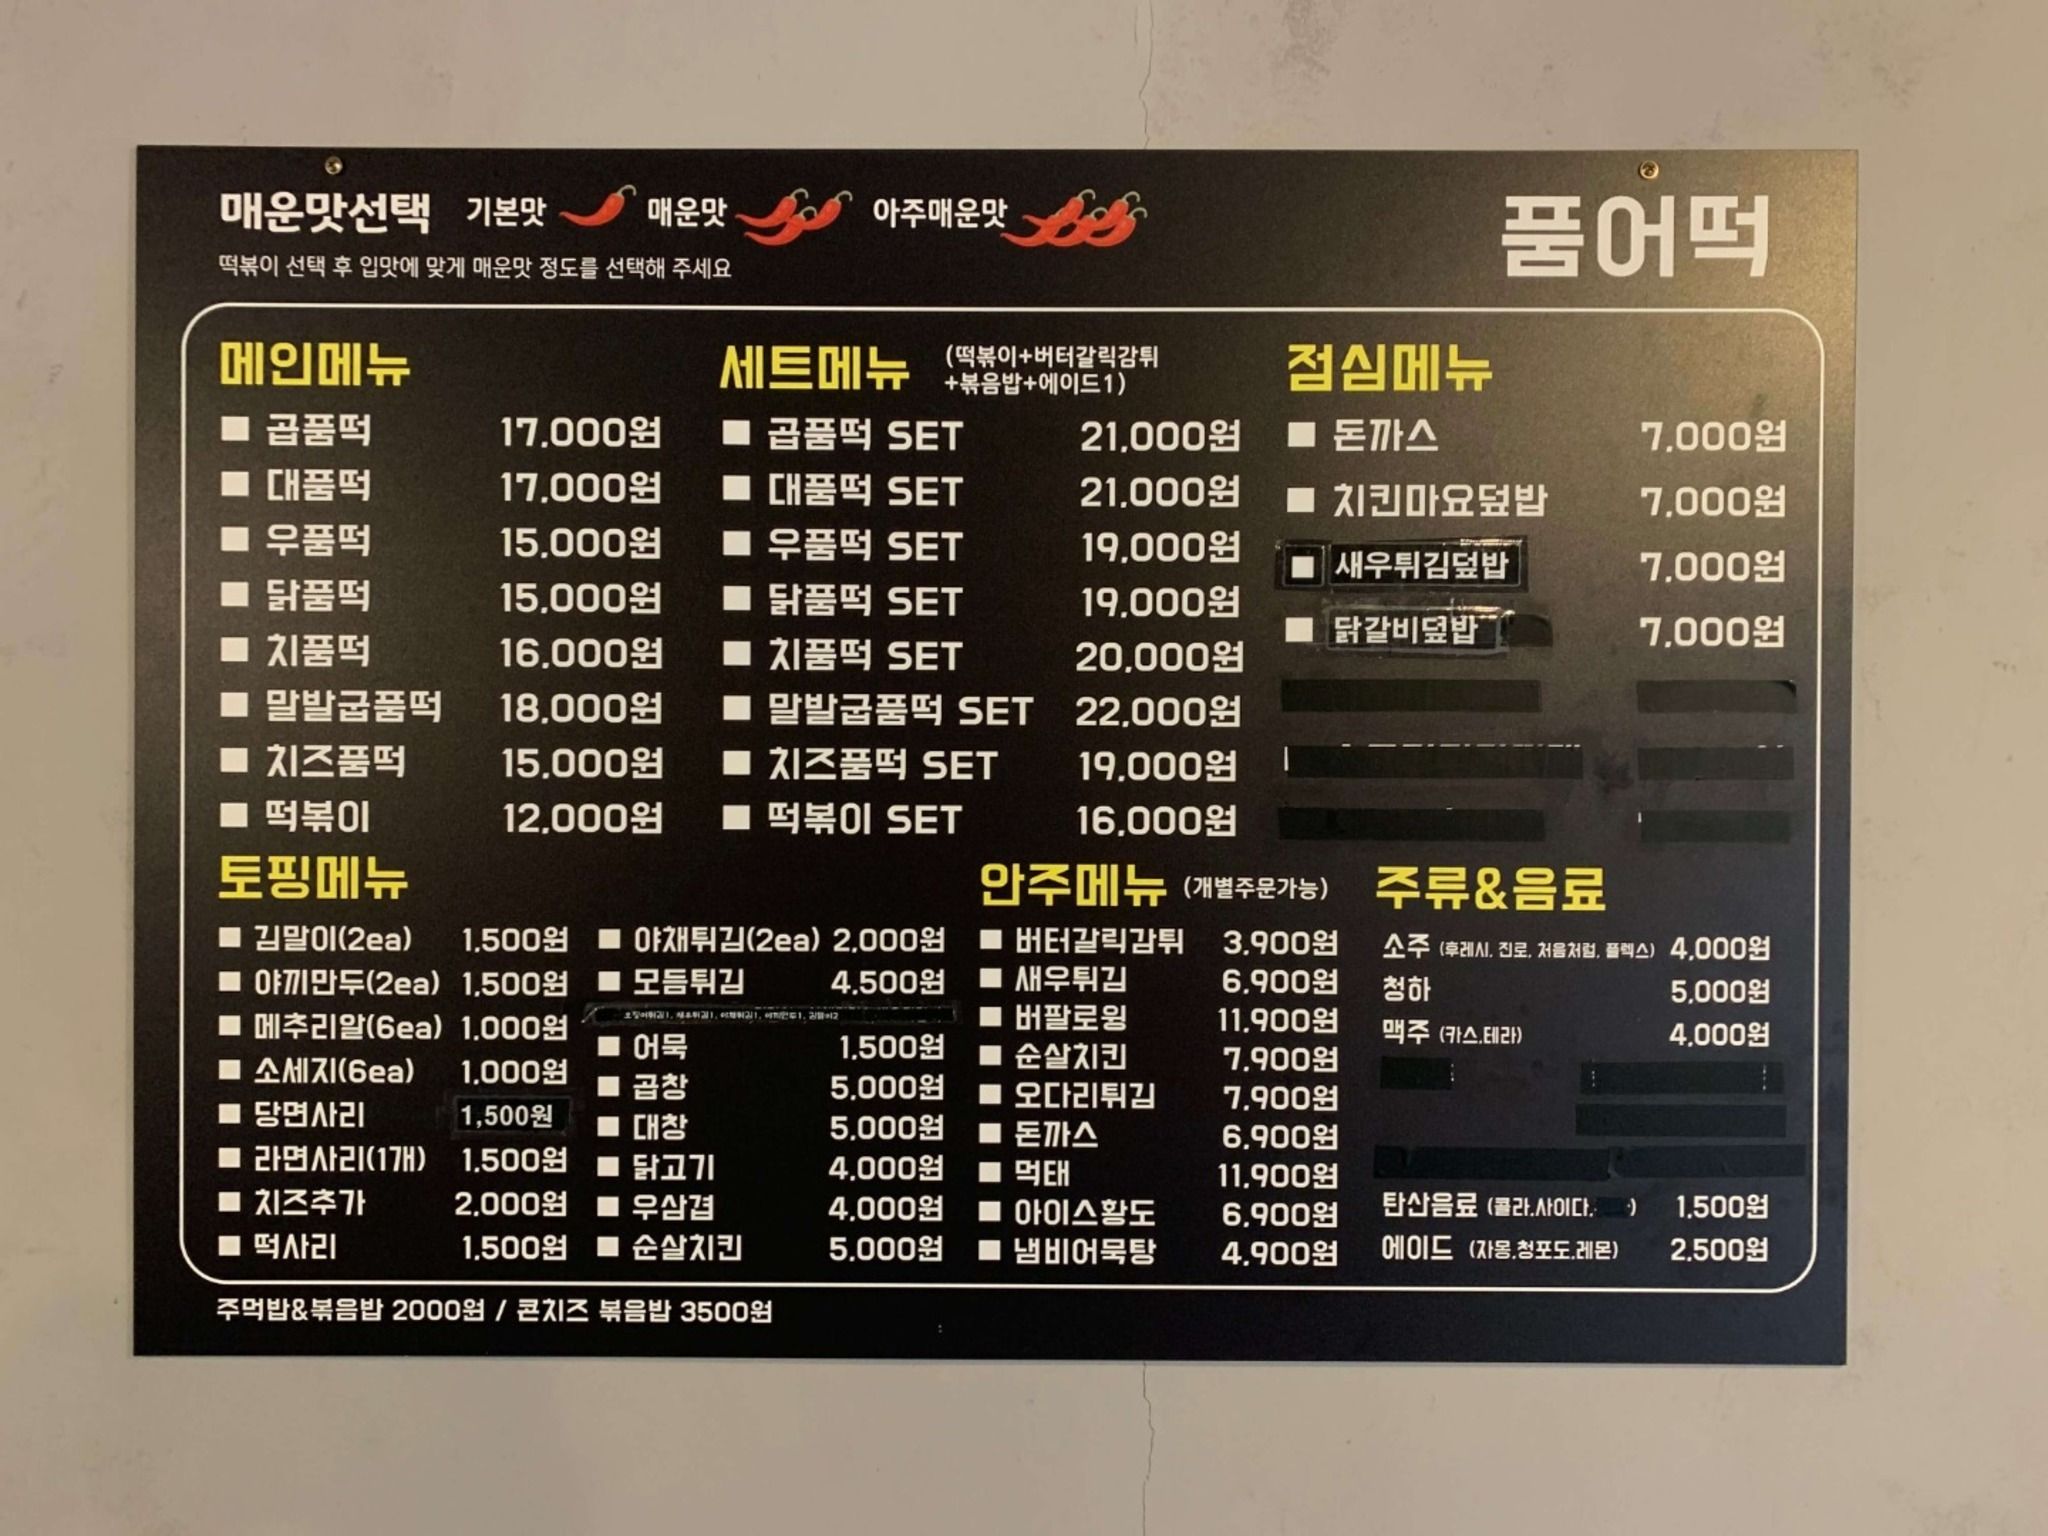 매운맛선택 기본맛 매운맛 아주매운맛
떡볶이 선택 후 입맛에 맞게 매운맛 정도를 선택해 주세요
품어떡
메인메뉴
곱품떡 17,000원
대품떡 17,000원
우품떡 15,000원
닭품떡 15,000원
치품떡 16,000원
말발굽품떡 18,000원
치즈품떡 15,000원
떡볶이 12,000원
세트메뉴 (떡볶이+버터갈릭감튀
+볶음밥+에이드1)
곱품떡 SET 21,000원
대품떡 SET 21,000원
우품떡 SET 19,000원
닭품떡 SET 19,000원
치품떡 SET 20,000원
말발굽품떡 SET 22,000원
치즈품떡 SET 19,000원
떡볶이 SET 16,000원
점심메뉴
돈까스 7,000원
치킨마요덮밥 7,000원
새우튀김덮밥 7,000원
닭갈비덮밥 7,000원
토핑메뉴
김말이(2ea) 1,500원
야끼만두(2ea) 1,500원
메추리알(6ea) 1,000원
소세지(6ea) 1,000원
당면사리 1,500원
라면사리(1개) 1,500원
치즈추가 2,000원
떡사리 1,500원
야채튀김(2ea) 2,000원
모듬튀김 4,500원
오징어튀김1, 새우튀김1, 야채튀김1, 야끼만두1, 김말이2
어묵 1,500원
곱창 5,000원
대창 5,000원
닭고기 4,000원
우삼겹 4,000원
순살치킨 5,000원
안주메뉴 (개별주문가능)
버터갈릭감튀 3,900원
새우튀김 6,900원
버팔로윙 11,900원
순살치킨 7,900원
오다리튀김 7,900원
돈까스 6,900원
먹태 11,900원
아이스황도 6,900원
냄비어묵탕 4,900원
주류&음료
소주 (후레시, 진로, 처음처럼, 플렉스) 4,000원
청하 5,000원
맥주 (카스,테라) 4,000원
탄산음료 (콜라,사이다, ) 1,500원
에이드 (자몽,청포도,레몬) 2,500원
주먹밥&볶음밥 2000원 / 콘치즈 볶음밥 3500원